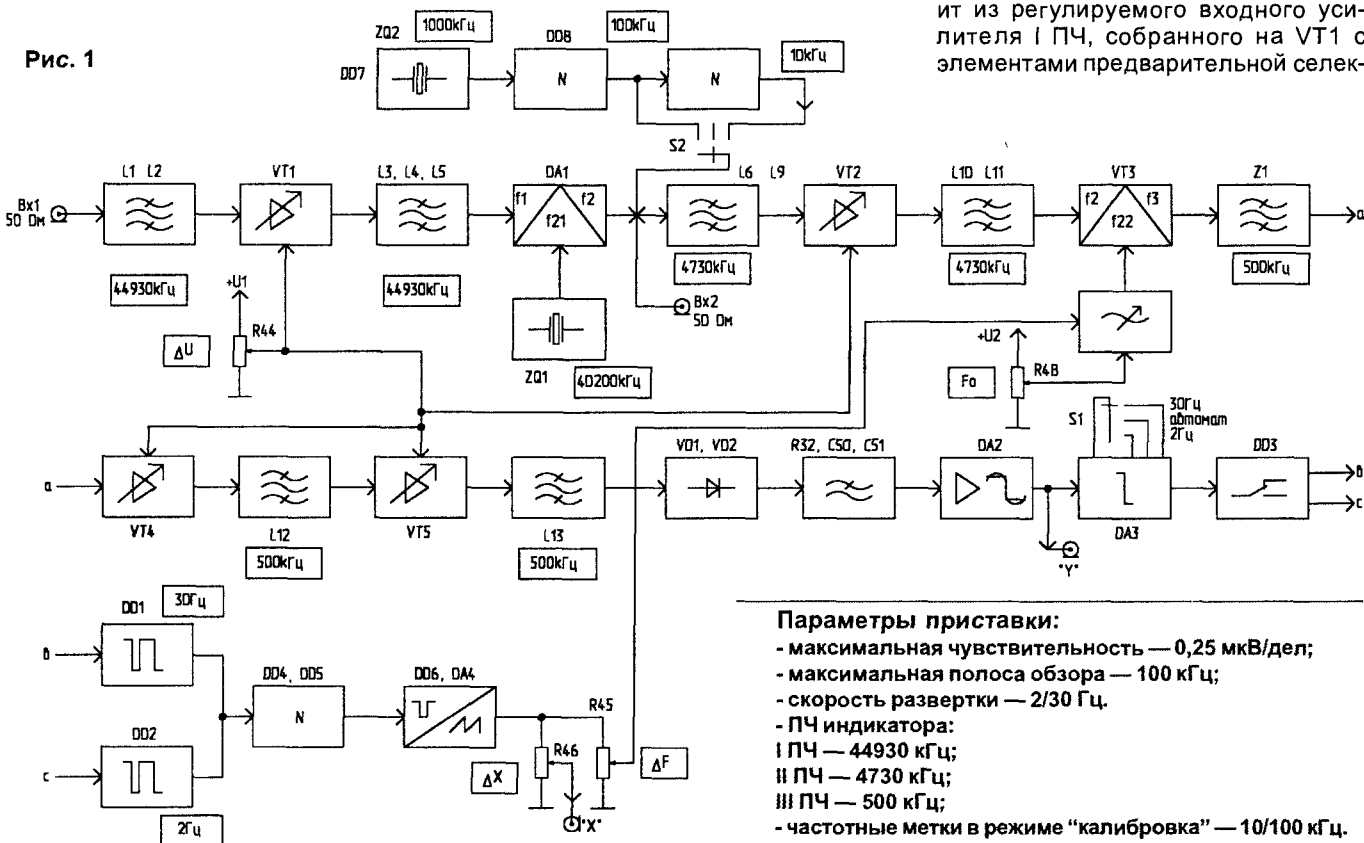 ит из регулируемого входного уси-
лителя I ПЧ, собранного на VT1 с
элементами предварительной селек-
Рис. 1
ZQ2
1000кГц
DD8
100кГц
10кГц
DD7
N
N
S2
L1 L2
VT1
L3, L4, L5
DA1
L6 L9
VT2
L10 L11
VT3
Z1
Вх1
50 Ом
f1
f2
f21
f2
f3
f22
а
44930кГц
+U1
R44
ΔU
44930кГц
4730кГц
Вх2
50 Ом
4730кГц
500кГц
ZQ1
40200кГц
+U2
R48
Fo
S1
30Гц
автомат
2Гц
VD1, VD2
R32, C50, C51
DA2
DD3
а
в
с
VT4
L12
VT5
L13
DA3
500кГц
500кГц
"Y"
DD1
30Гц
в
DD4, DD5
DD6, DA4
R45
N
DD2
R46
с
ΔX
ΔF
2Гц
"X"
Параметры приставки:
- максимальная чувствительность — 0,25 мкВ/дел;
- максимальная полоса обзора — 100 кГц;
- скорость развертки — 2/30 Гц.
- ПЧ индикатора:
I ПЧ — 44930 кГц;
II ПЧ — 4730 кГц;
III ПЧ — 500 кГц;
- частотные метки в режиме “калибровка” — 10/100 кГц.